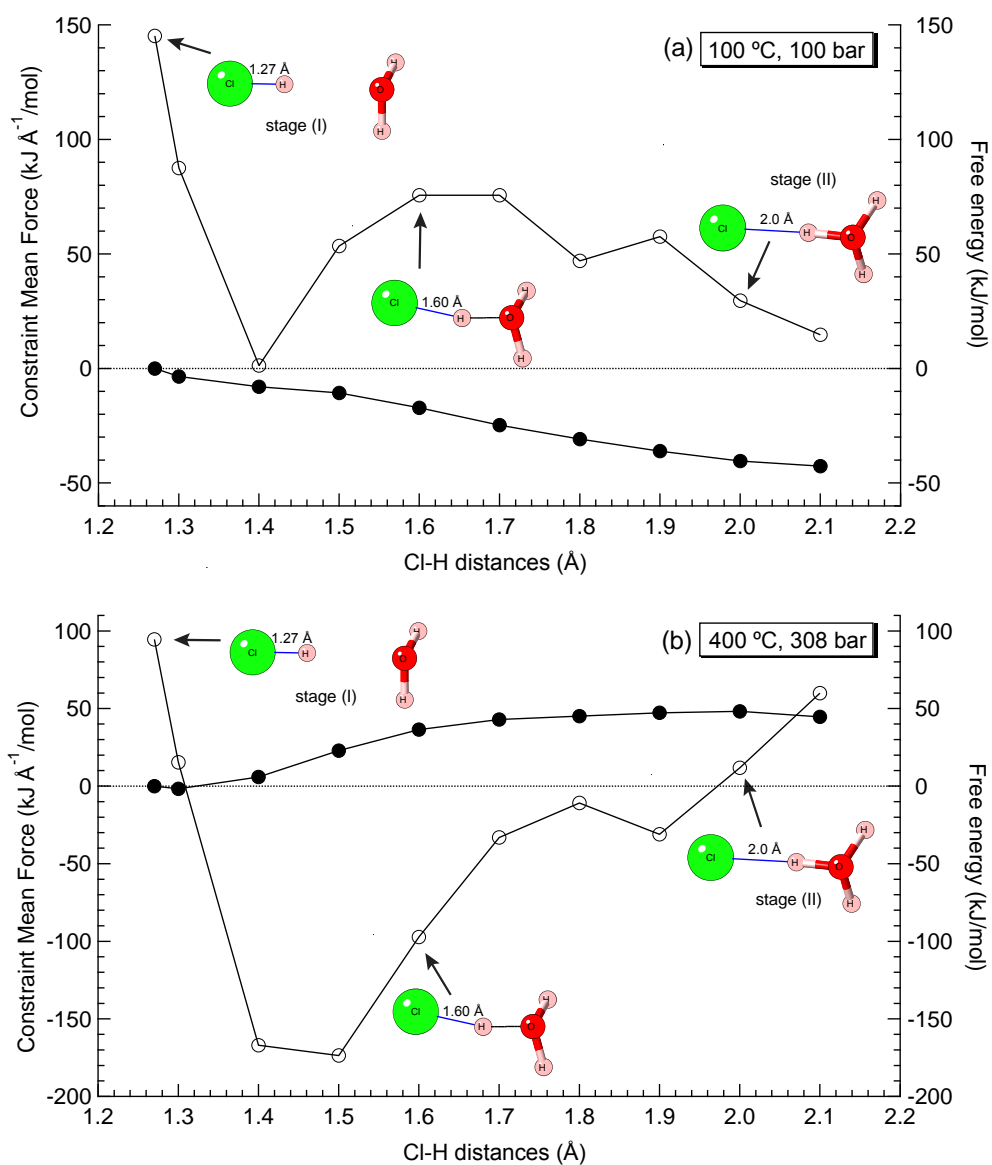 (a) 100 ºC, 100 bar
Constraint Mean Force (kJ Å⁻¹/mol)
Free energy (kJ/mol)
150
100
50
0
-50
150
100
50
0
-50
Cl 1.27 Å H
H
O
H
stage (I)
stage (II)
Cl 2.0 Å H O H
H
Cl 1.60 Å H O H
H
1.2 1.3 1.4 1.5 1.6 1.7 1.8 1.9 2.0 2.1 2.2
Cl-H distances (Å)
(b) 400 ºC, 308 bar
Constraint Mean Force (kJ Å⁻¹/mol)
Free energy (kJ/mol)
100
50
0
-50
-100
-150
-200
100
50
0
-50
-100
-150
-200
Cl 1.27 Å H
H
O
H
stage (I)
Cl 2.0 Å H O H
H
stage (II)
Cl 1.60 Å H O H
H
1.2 1.3 1.4 1.5 1.6 1.7 1.8 1.9 2.0 2.1 2.2
Cl-H distances (Å)